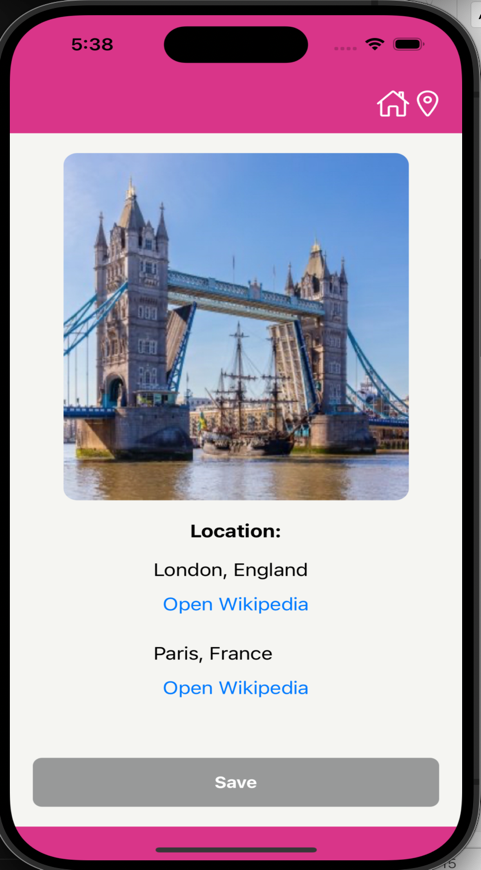 5:38
Location:
London, England
Open Wikipedia
Paris, France
Open Wikipedia
Save